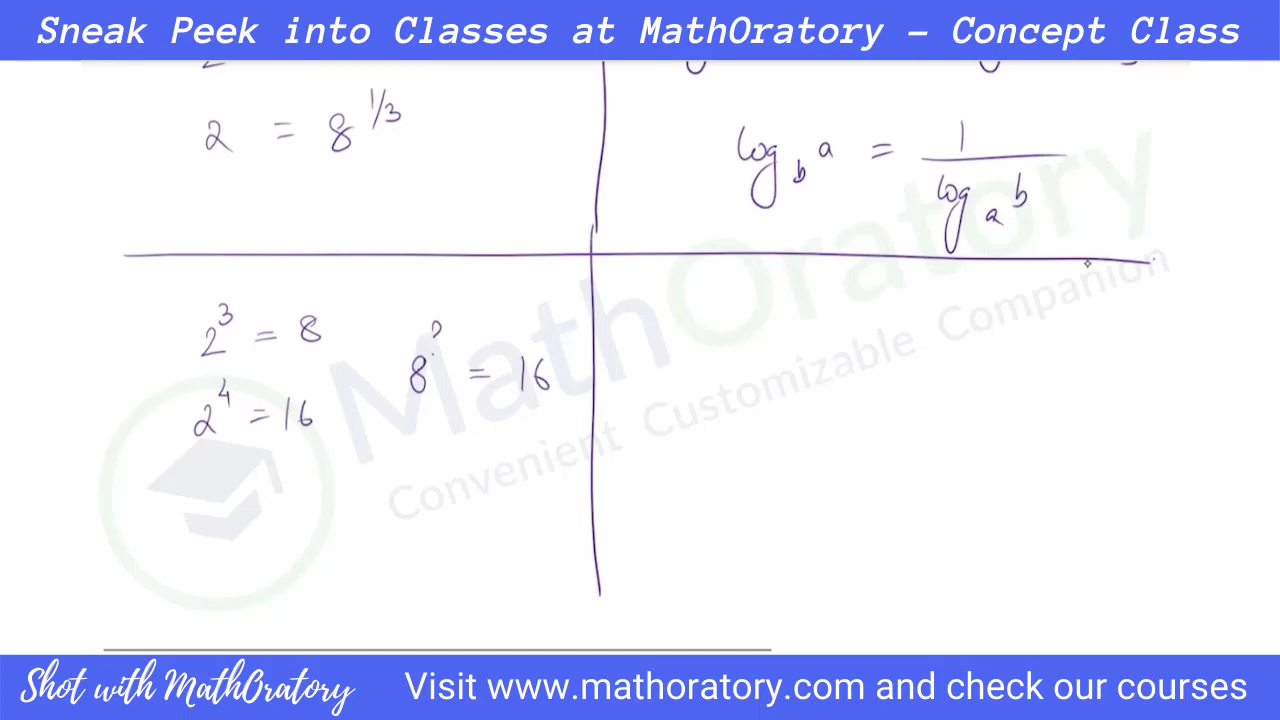 Sneak Peek into Classes at MathOratory – Concept Class
2 = 8^{1/3}
log_b a = 1 / log_a b
2^3 = 8
8^? = 16
2^4 = 16
MathOratory
Convenient Customizable Companion
Shot with MathOratory
Visit www.mathoratory.com and check our courses